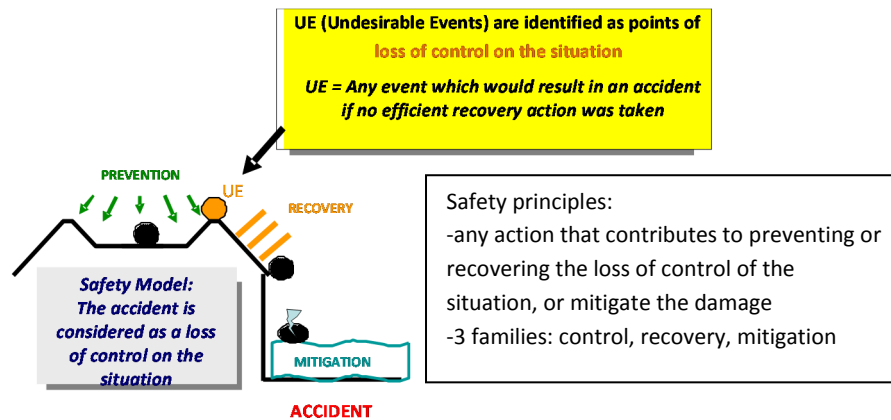 UE (Undesirable Events) are identified as points of
loss of control on the situation
UE = Any event which would result in an accident
if no efficient recovery action was taken
PREVENTION
UE
RECOVERY
Safety Model:
The accident is
considered as a loss
of control on the
situation
MITIGATION
ACCIDENT
Safety principles:
-any action that contributes to preventing or
recovering the loss of control of the
situation, or mitigate the damage
-3 families: control, recovery, mitigation